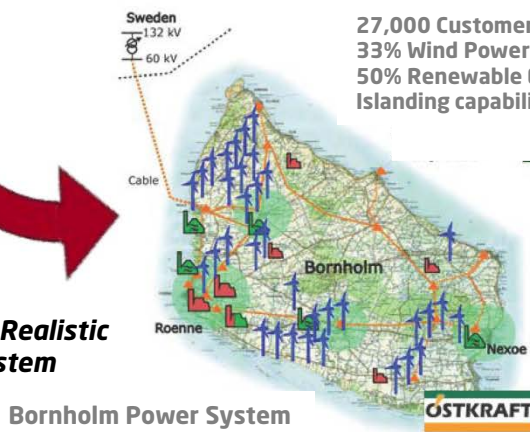 Sweden
132 kV
60 kV
27,000 Customer
33% Wind Power
50% Renewable
Islanding capabili
Cable
Bornholm
Realistic
stem
Roenne
Nexoe
Bornholm Power System
ØSTKRAFT